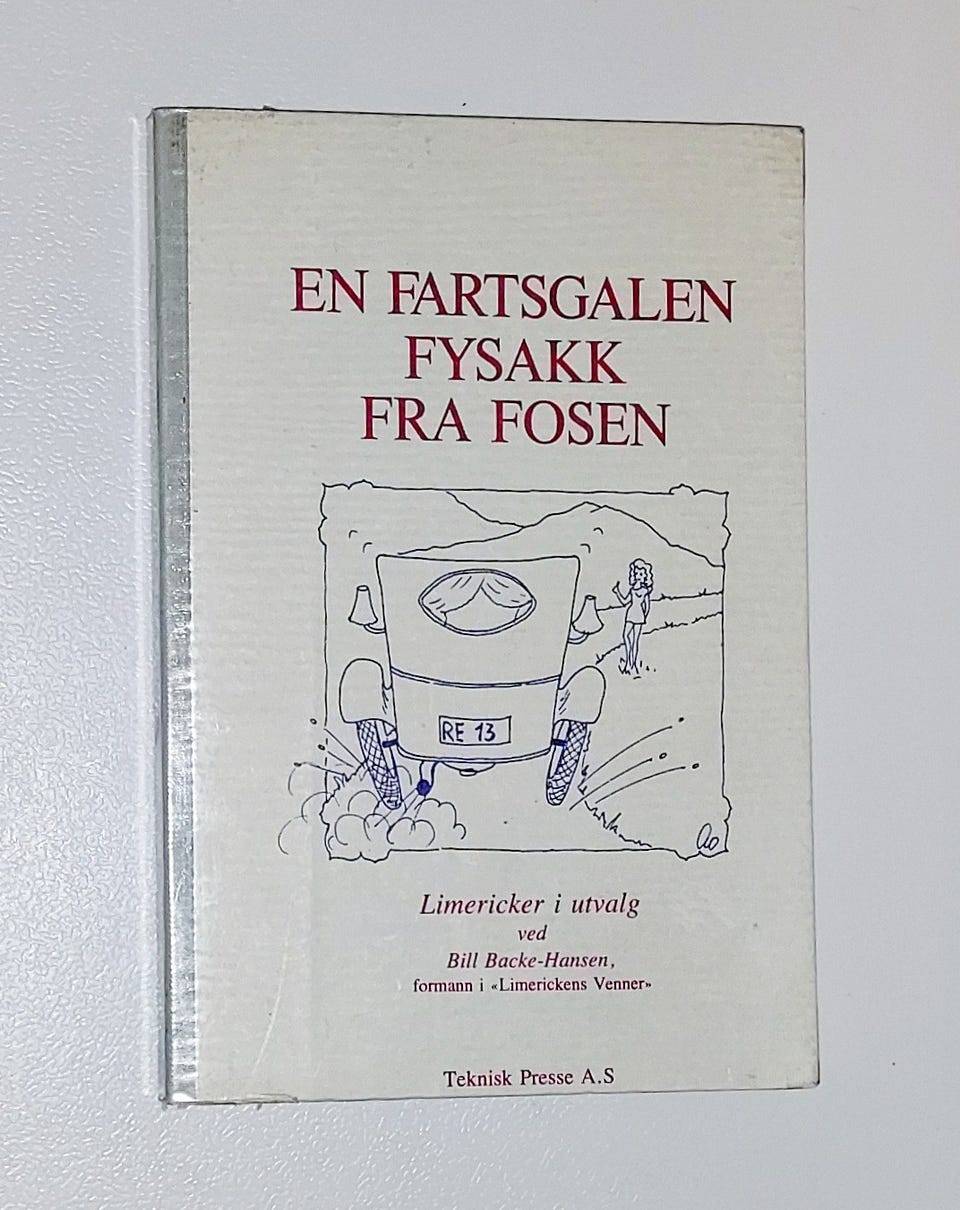 EN FARTSGALEN
FYSAKK
FRA FOSEN
RE 13
Limericker i utvalg
ved
Bill Backe-Hansen,
formann i «Limerickens Venner»
Teknisk Presse A.S